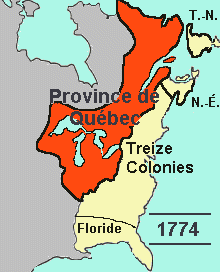 T.-N.
Province de
Québec
N.-É.
Treize
Colonies
Floride
1774